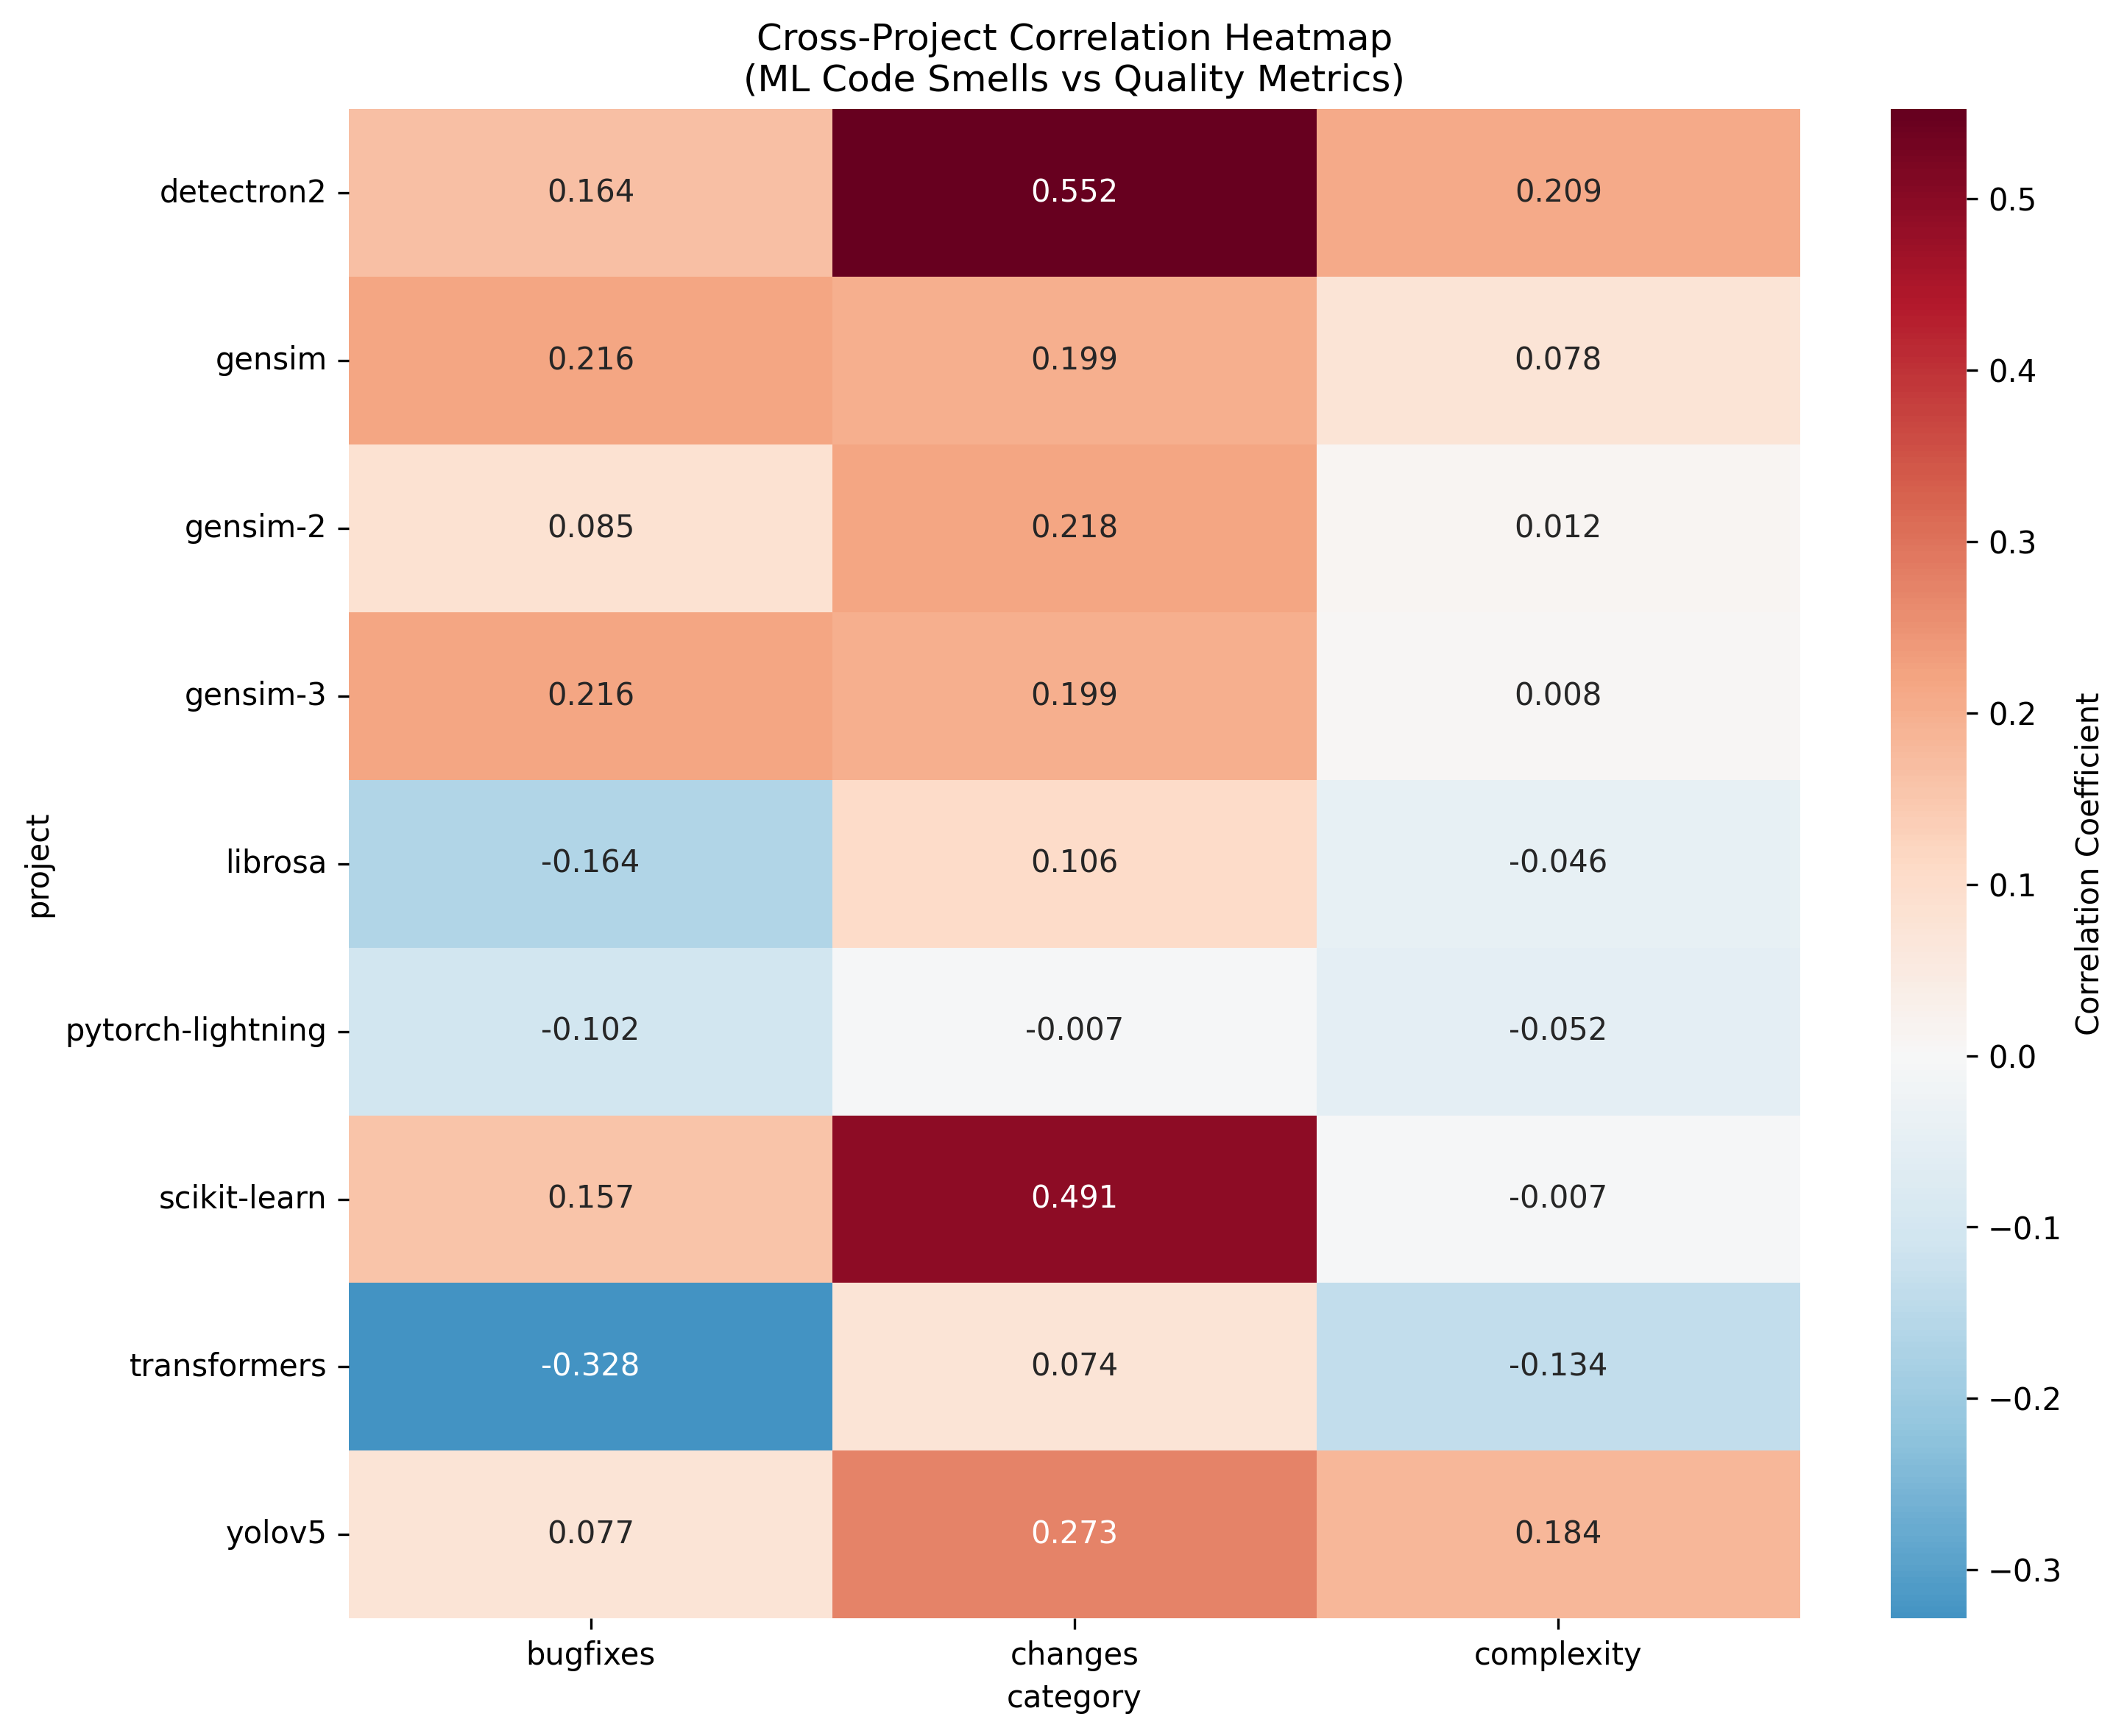 Cross-Project Correlation Heatmap
(ML Code Smells vs Quality Metrics)
project
detectron2 0.164 0.552 0.209
gensim 0.216 0.199 0.078
gensim-2 0.085 0.218 0.012
gensim-3 0.216 0.199 0.008
librosa -0.164 0.106 -0.046
pytorch-lightning -0.102 -0.007 -0.052
scikit-learn 0.157 0.491 -0.007
transformers -0.328 0.074 -0.134
yolov5 0.077 0.273 0.184
bugfixes changes complexity
category
0.5
0.4
0.3
0.2
0.1
0.0
−0.1
−0.2
−0.3
Correlation Coefficient